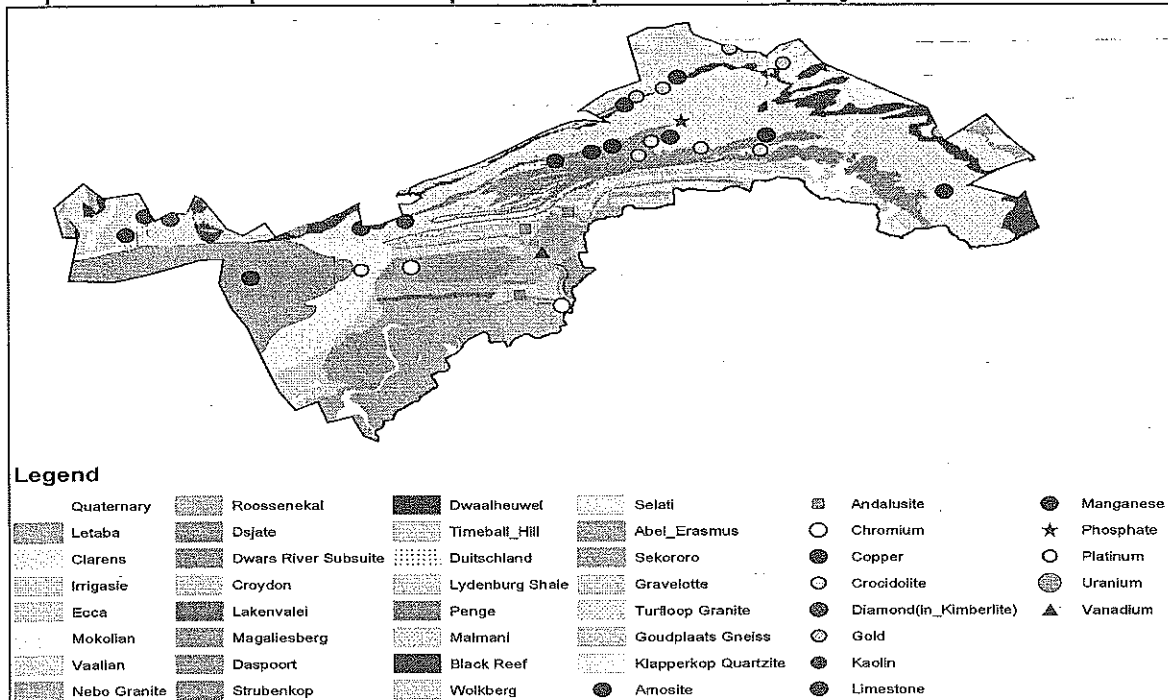 Legend
Quaternary
Letaba
Clarens
Irrigasie
Ecca
Mokolian
Vaalian
Nebo Granite
Roossenekal
Dsjate
Dwars River Subsuite
Croydon
Lakenvalei
Magaliesberg
Daspoort
Strubenkop
Dwaalheuwel
Timeball_Hill
Duitschland
Lydenburg Shale
Penge
Malmani
Black Reef
Wolkberg
Selati
Abel_Erasmus
Sekororo
Gravelotte
Turfloop Granite
Goudplaats Gneiss
Klapperkop Quartzite
Amosite
Andalusite
Chromium
Copper
Crocidolite
Diamond(in_Kimberlite)
Gold
Kaolin
Limestone
Manganese
Phosphate
Platinum
Uranium
Vanadium